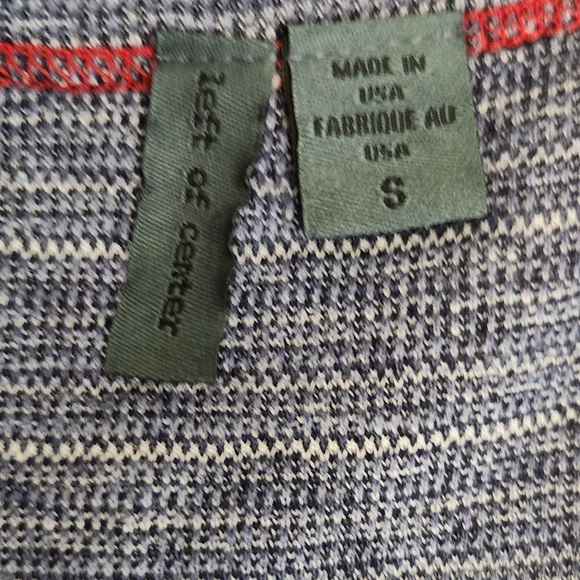 left of center
MADE IN
USA
FABRIQUE AU
USA
S